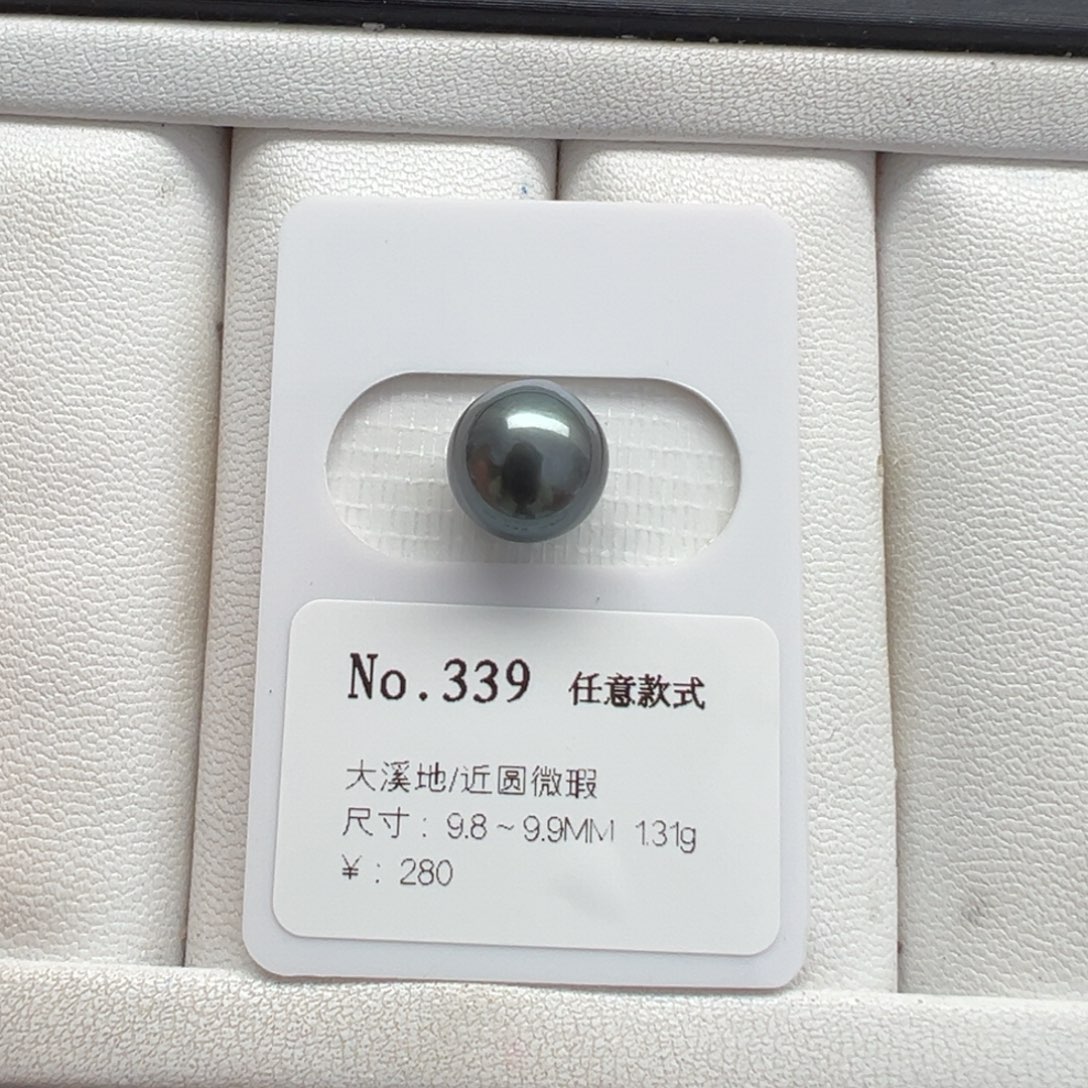 No.339 任意款式
大溪地/近圆微瑕
尺寸: 9.8~9.9MM 1.31g
¥: 280